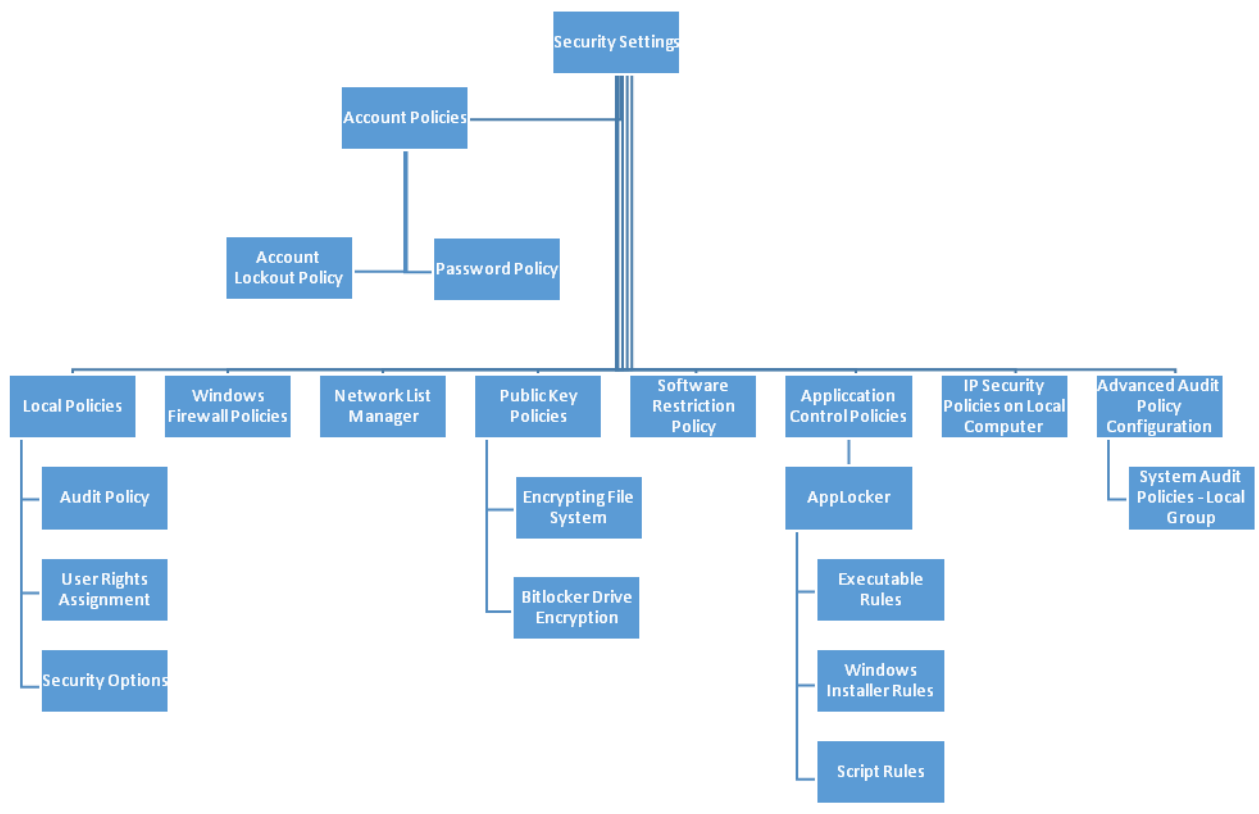 Security Settings
Account Policies
Account
Lockout Policy
Password Policy
Local Policies
Windows
Firewall Policies
Network List
Manager
Public Key
Policies
Software
Restriction
Policy
Appliccation
Control Policies
IP Security
Policies on Local
Computer
Advanced Audit
Policy
Configuration
Audit Policy
User Rights
Assignment
Security Options
Encrypting File
System
Bitlocker Drive
Encryption
AppLocker
Executable
Rules
Windows
Installer Rules
Script Rules
System Audit
Policies - Local
Group